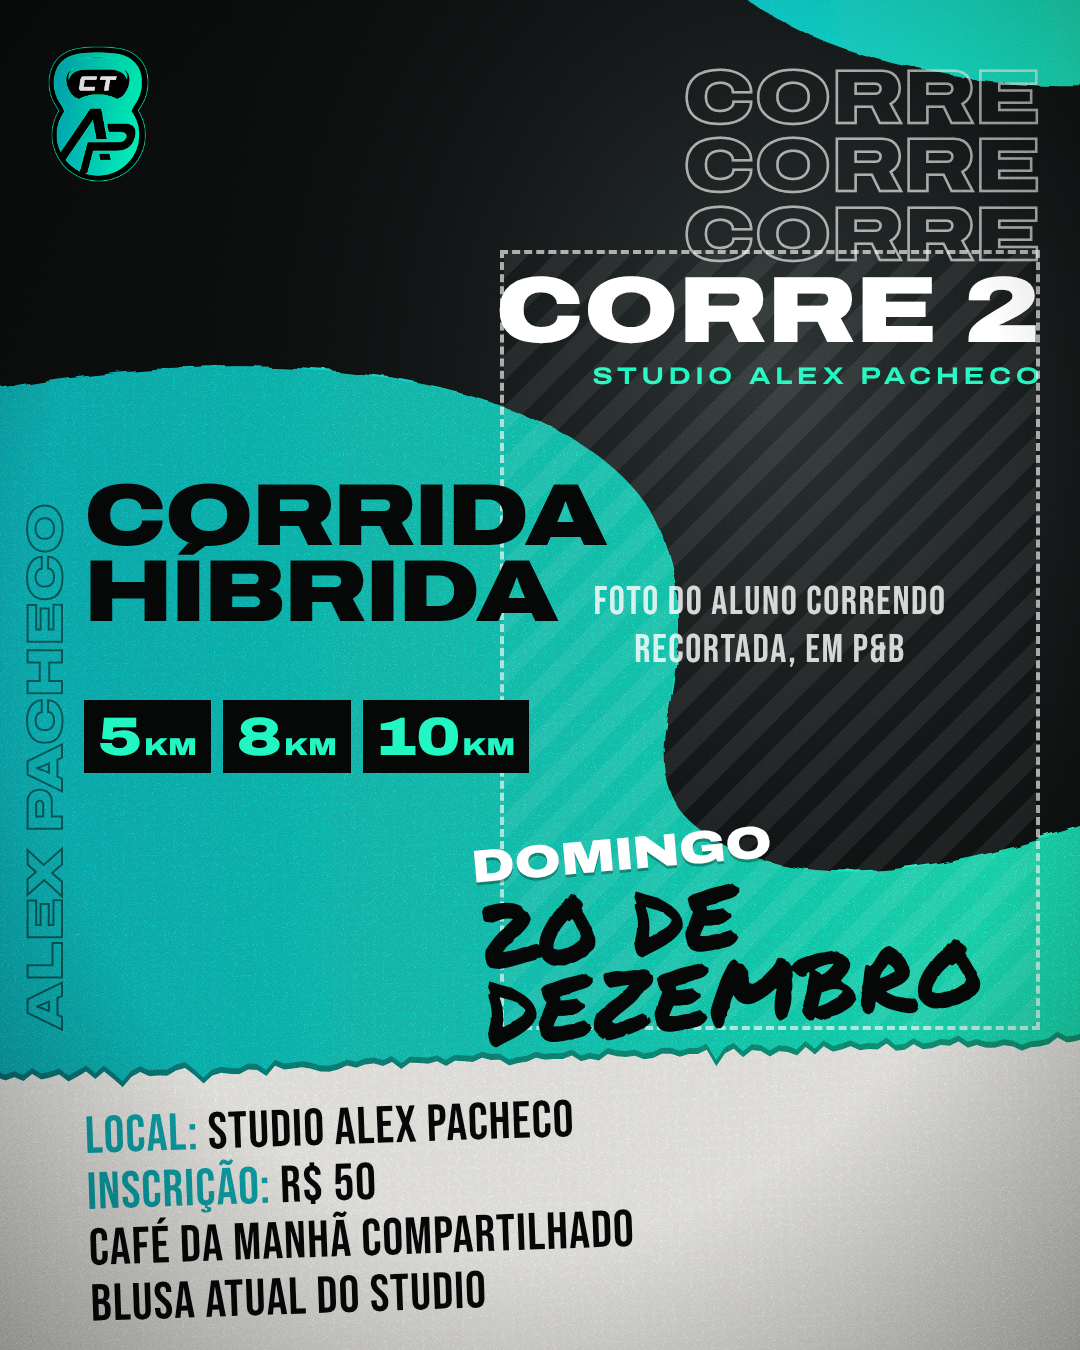 CT
AP
CORRE
CORRE
CORRE
CORRE 2
STUDIO ALEX PACHECO
CORRIDA
HÍBRIDA
ALEX PACHECO
FOTO DO ALUNO CORRENDO
RECORTADA, EM P&B
5KM 8KM 10KM
DOMINGO
20 DE
DEZEMBRO
LOCAL: STUDIO ALEX PACHECO
INSCRIÇÃO: R$ 50
CAFÉ DA MANHÃ COMPARTILHADO
BLUSA ATUAL DO STUDIO